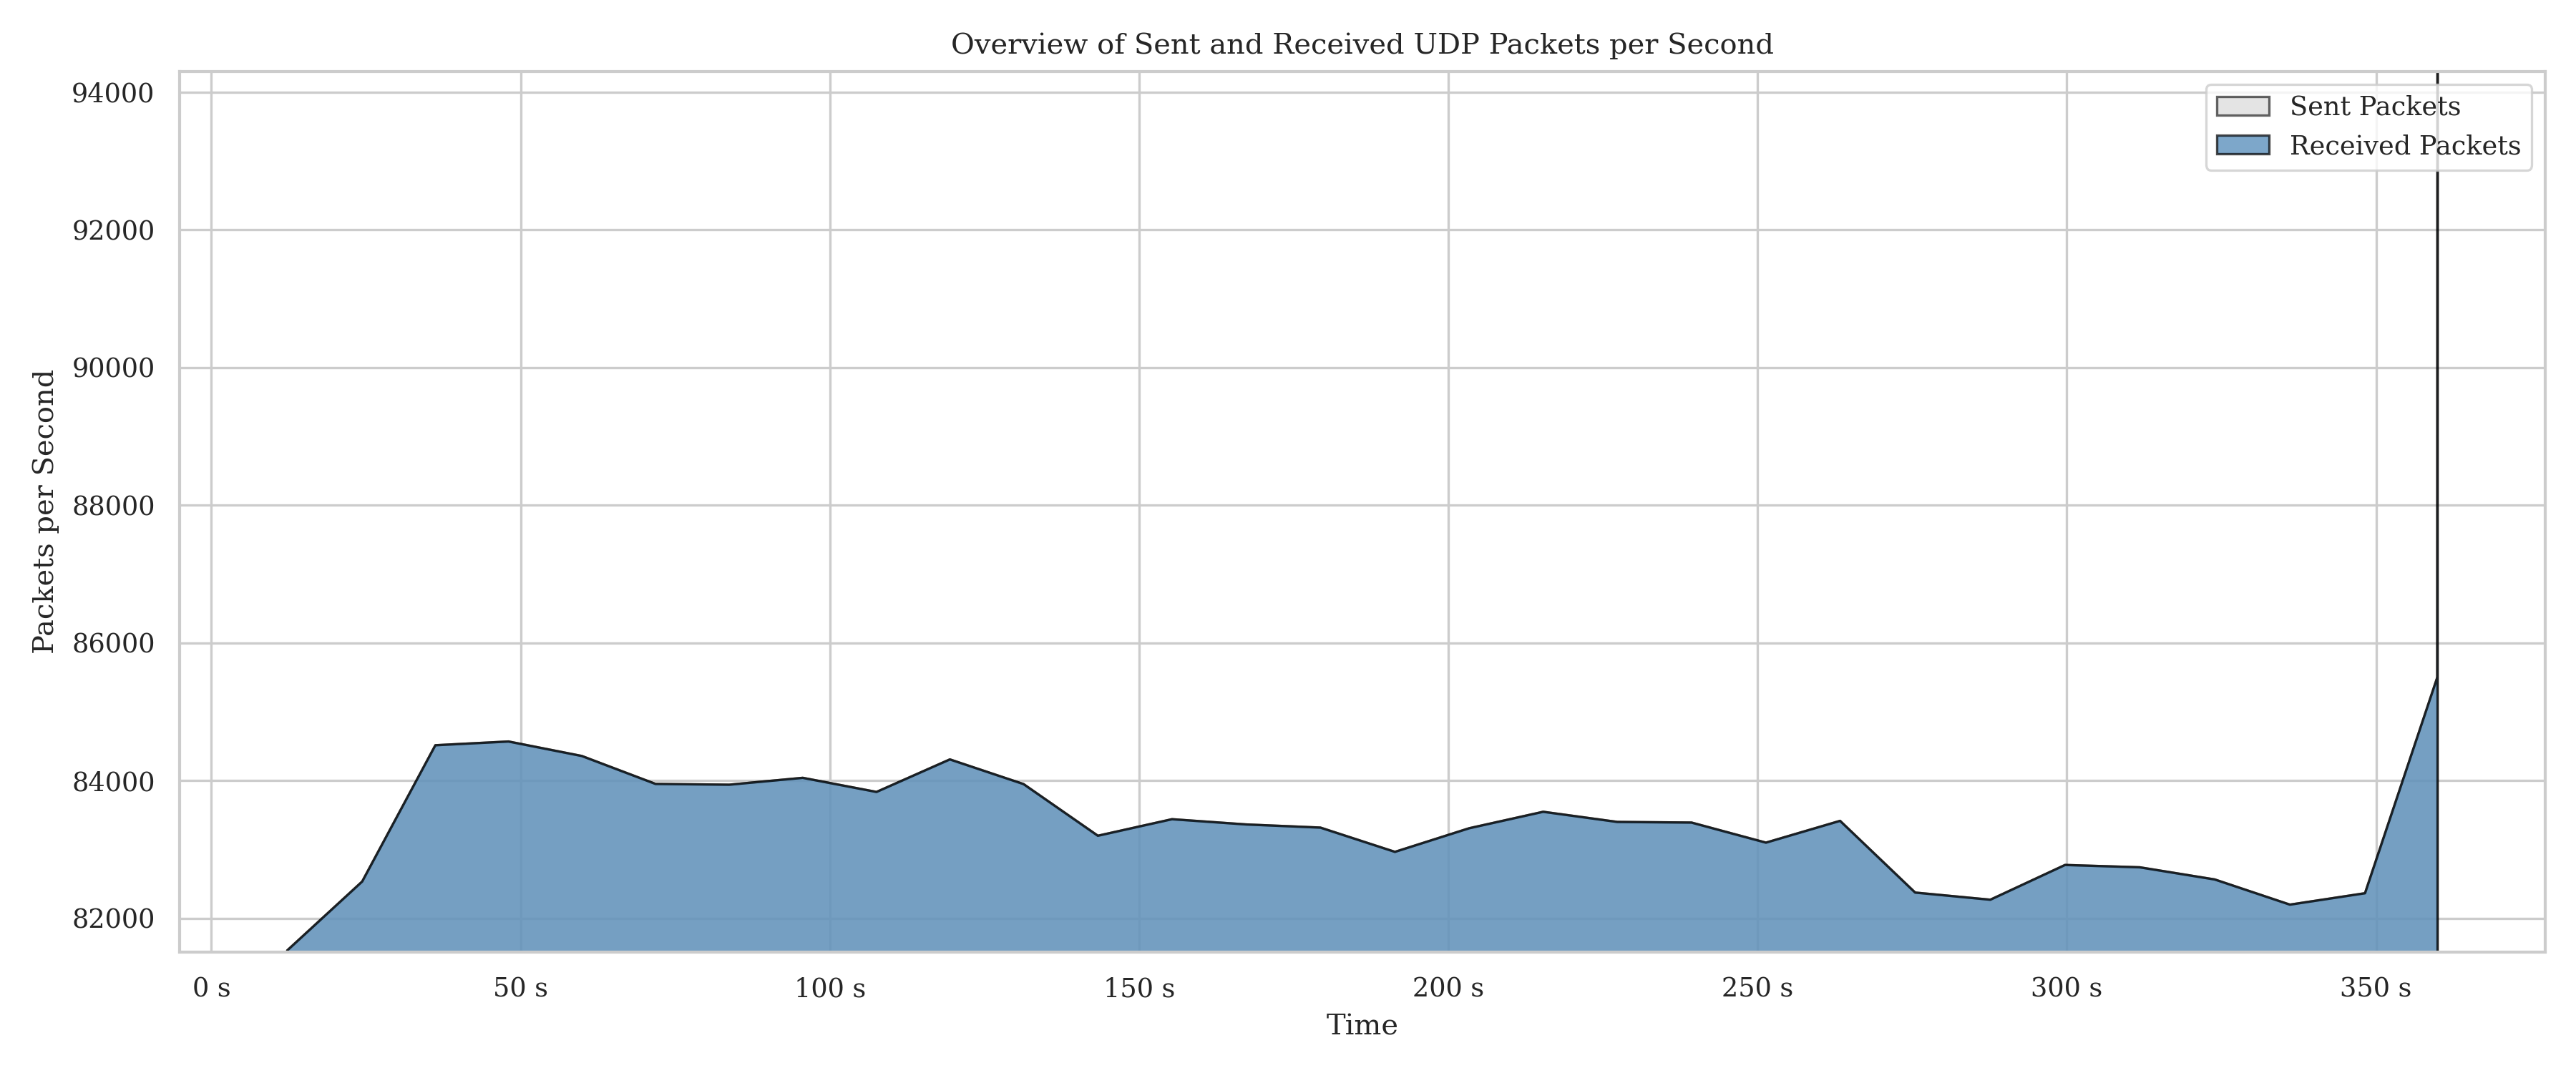 Overview of Sent and Received UDP Packets per Second
94000
92000
90000
88000
86000
84000
82000
Packets per Second
Sent Packets
Received Packets
0 s
50 s
100 s
150 s
200 s
250 s
300 s
350 s
Time